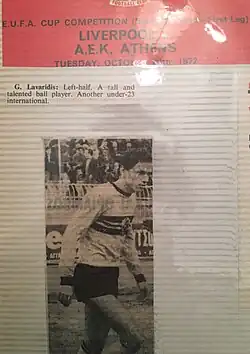 E.U.F.A. CUP COMPETITION
LIVERPOOL
A.E.K. ATHENS
TUESDAY, OCTOBER 1972
G. Lavaridis: Left-half. A tall and
talented ball player. Another under-23
international.